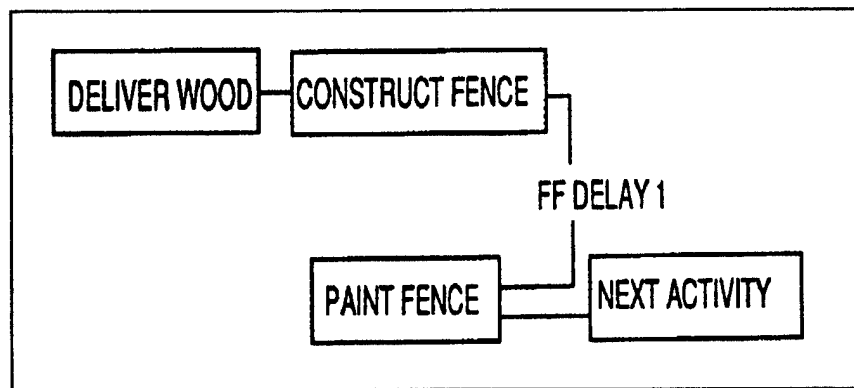 DELIVER WOOD
CONSTRUCT FENCE
FF DELAY 1
PAINT FENCE
NEXT ACTIVITY